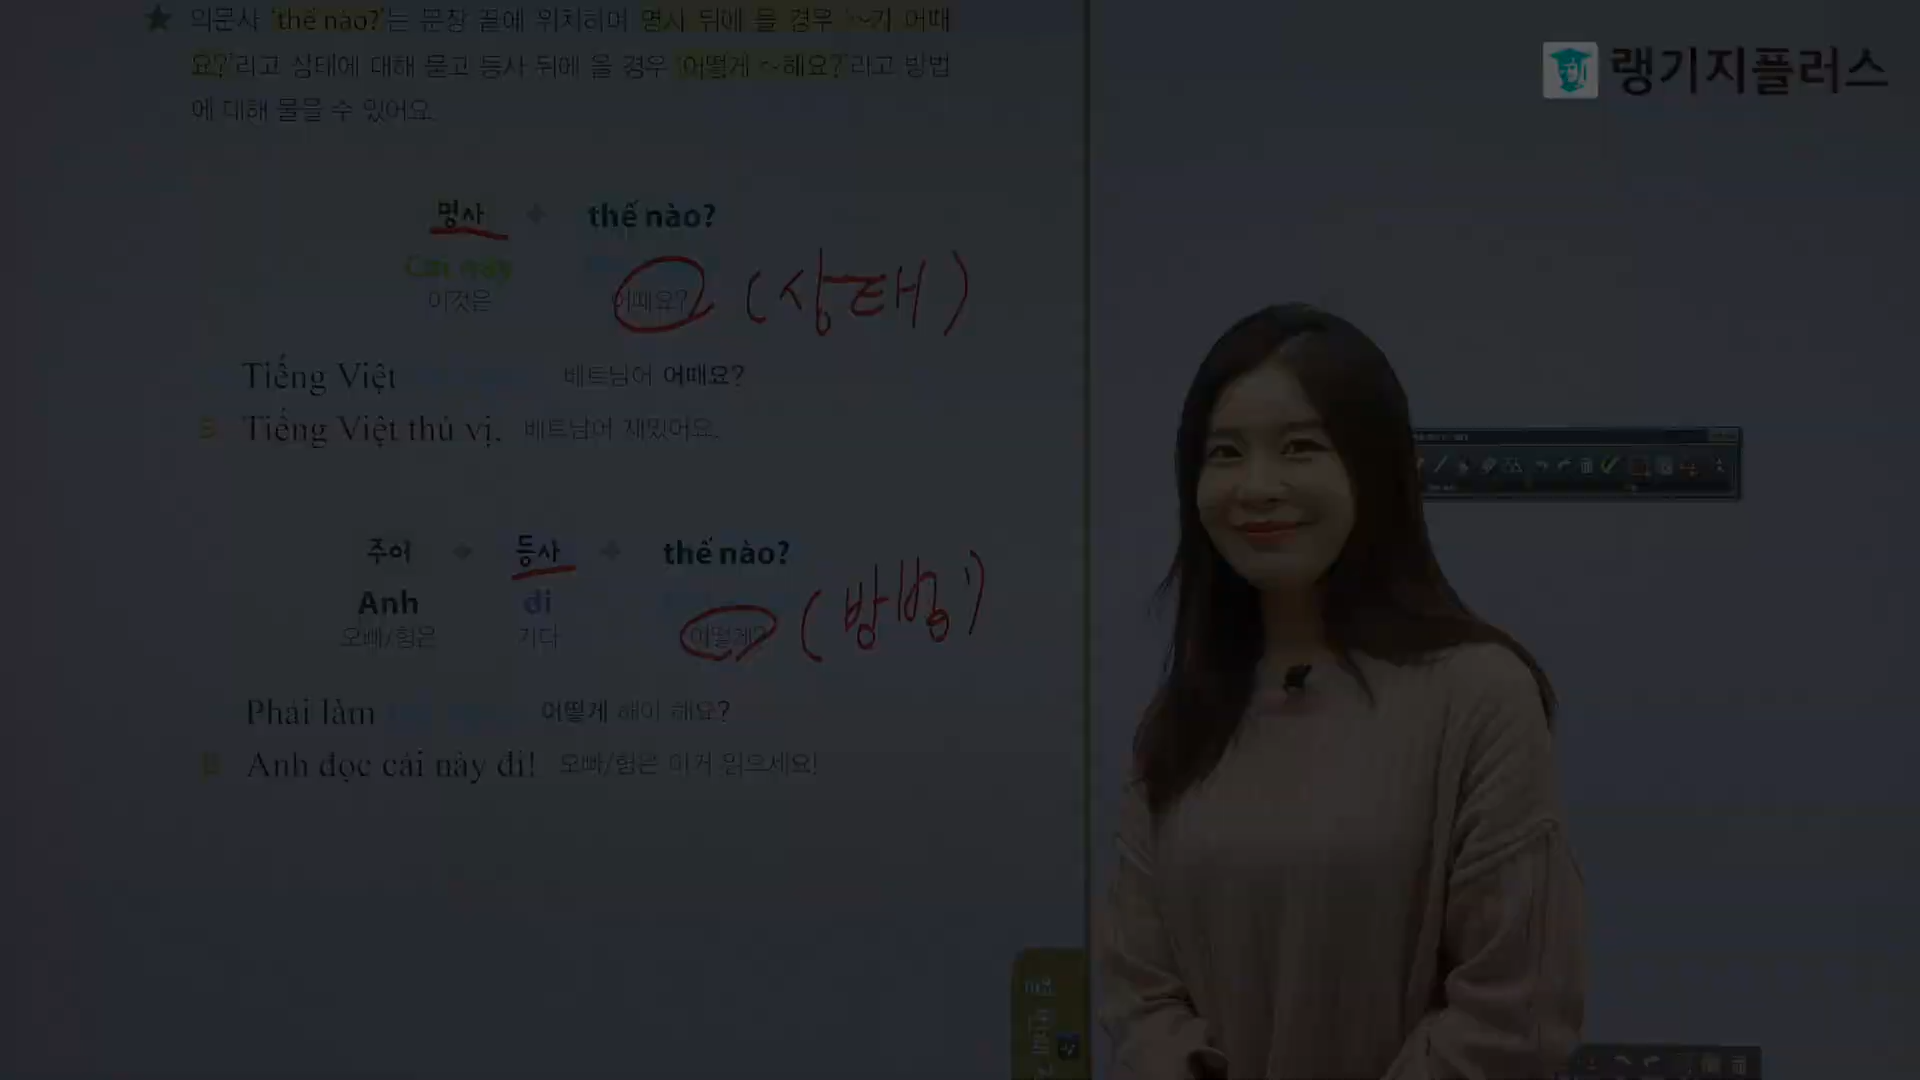 ★ 의문사 'thế nào?'는 문장 끝에 위치하며 명사 뒤에 올 경우 '~가 어때
요?'라고 상태에 대해 묻고 동사 뒤에 올 경우 '어떻게 ~해요?'라고 방법
에 대해 물을 수 있어요.
랭기지플러스
명사 + thế nào?
Cái này
이것은 어때요? (상태)
Tiếng Việt 베트남어 어때요?
B Tiếng Việt thú vị. 베트남어 재밌어요.
주어 + 동사 + thế nào?
Anh đi
오빠/형은 가다 어떻게? (방법)
Phải làm 어떻게 해야 해요?
B Anh đọc cái này đi! 오빠/형은 이거 읽으세요!